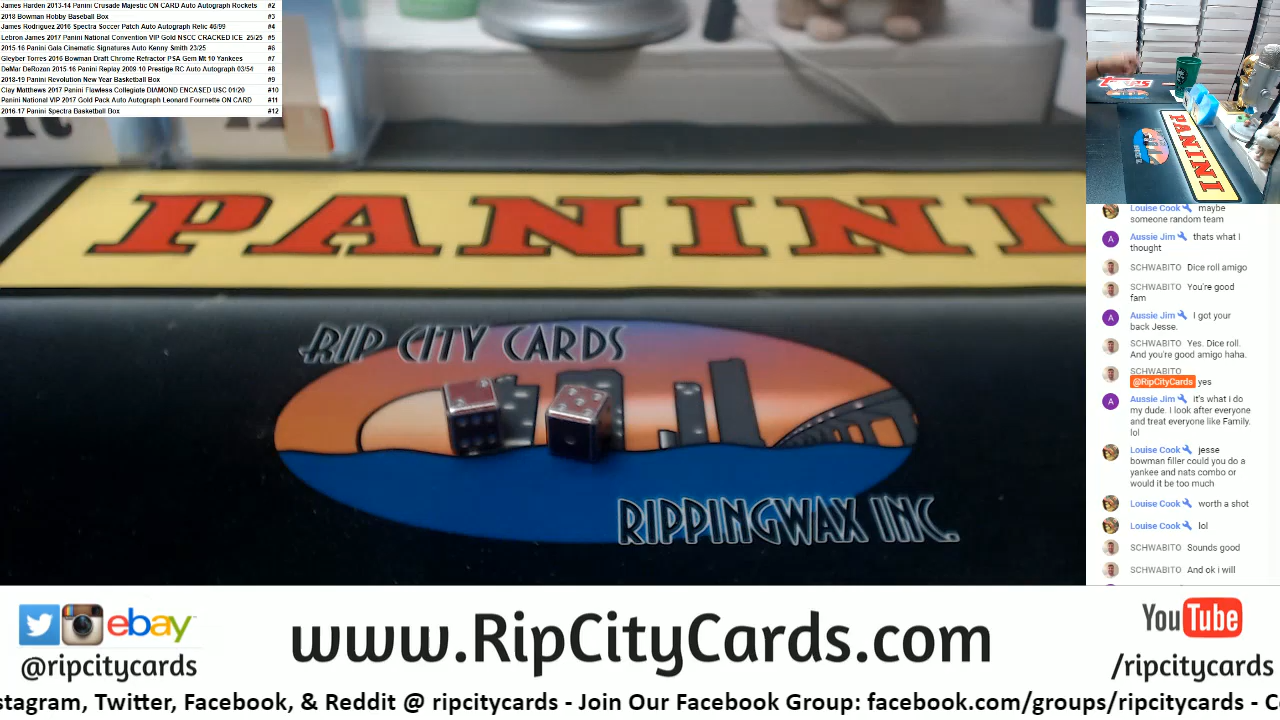 James Harden 2013-14 Panini Crusade Majestic ON CARD Auto Autograph Rockets #2
2018 Bowman Hobby Baseball Box #3
James Rodriguez 2016 Spectra Soccer Patch Auto Autograph Relic 46/99 #4
Lebron James 2017 Panini National Convention VIP Gold NSCC CRACKED ICE 25/25 #5
2015-16 Panini Gala Cinematic Signatures Auto Kenny Smith 23/25 #6
Gleyber Torres 2016 Bowman Draft Chrome Refractor PSA Gem Mt 10 Yankees #7
DeMar DeRozan 2015-16 Panini Replay 2009-10 Prestige RC Auto Autograph 03/54 #8
2018-19 Panini Revolution New Year Basketball Box #9
Clay Matthews 2017 Panini Flawless Collegiate DIAMOND ENCASED USC 01/20 #10
Panini National VIP 2017 Gold Pack Auto Autograph Leonard Fournette ON CARD #11
2016-17 Panini Spectra Basketball Box #12
PANINI
RIP CITY CARDS
RIPPINGWAX INC.
PANINI
Louise Cook maybe
someone random team
A Aussie Jim thats what I
thought
SCHWABITO Dice roll amigo
SCHWABITO You're good
fam
A Aussie Jim I got your
back Jesse.
SCHWABITO Yes. Dice roll.
And you're good amigo haha.
SCHWABITO
@RipCityCards yes
A Aussie Jim it's what i do
my dude. I look after everyone
and treat everyone like Family.
lol
Louise Cook jesse
bowman filler could you do a
yankee and nats combo or
would it be too much
Louise Cook worth a shot
Louise Cook lol
SCHWABITO Sounds good
SCHWABITO And ok i will
ebay
@ripcitycards
www.RipCityCards.com
YouTube
/ripcitycards
stagram, Twitter, Facebook, & Reddit @ ripcitycards - Join Our Facebook Group: facebook.com/groups/ripcitycards - C